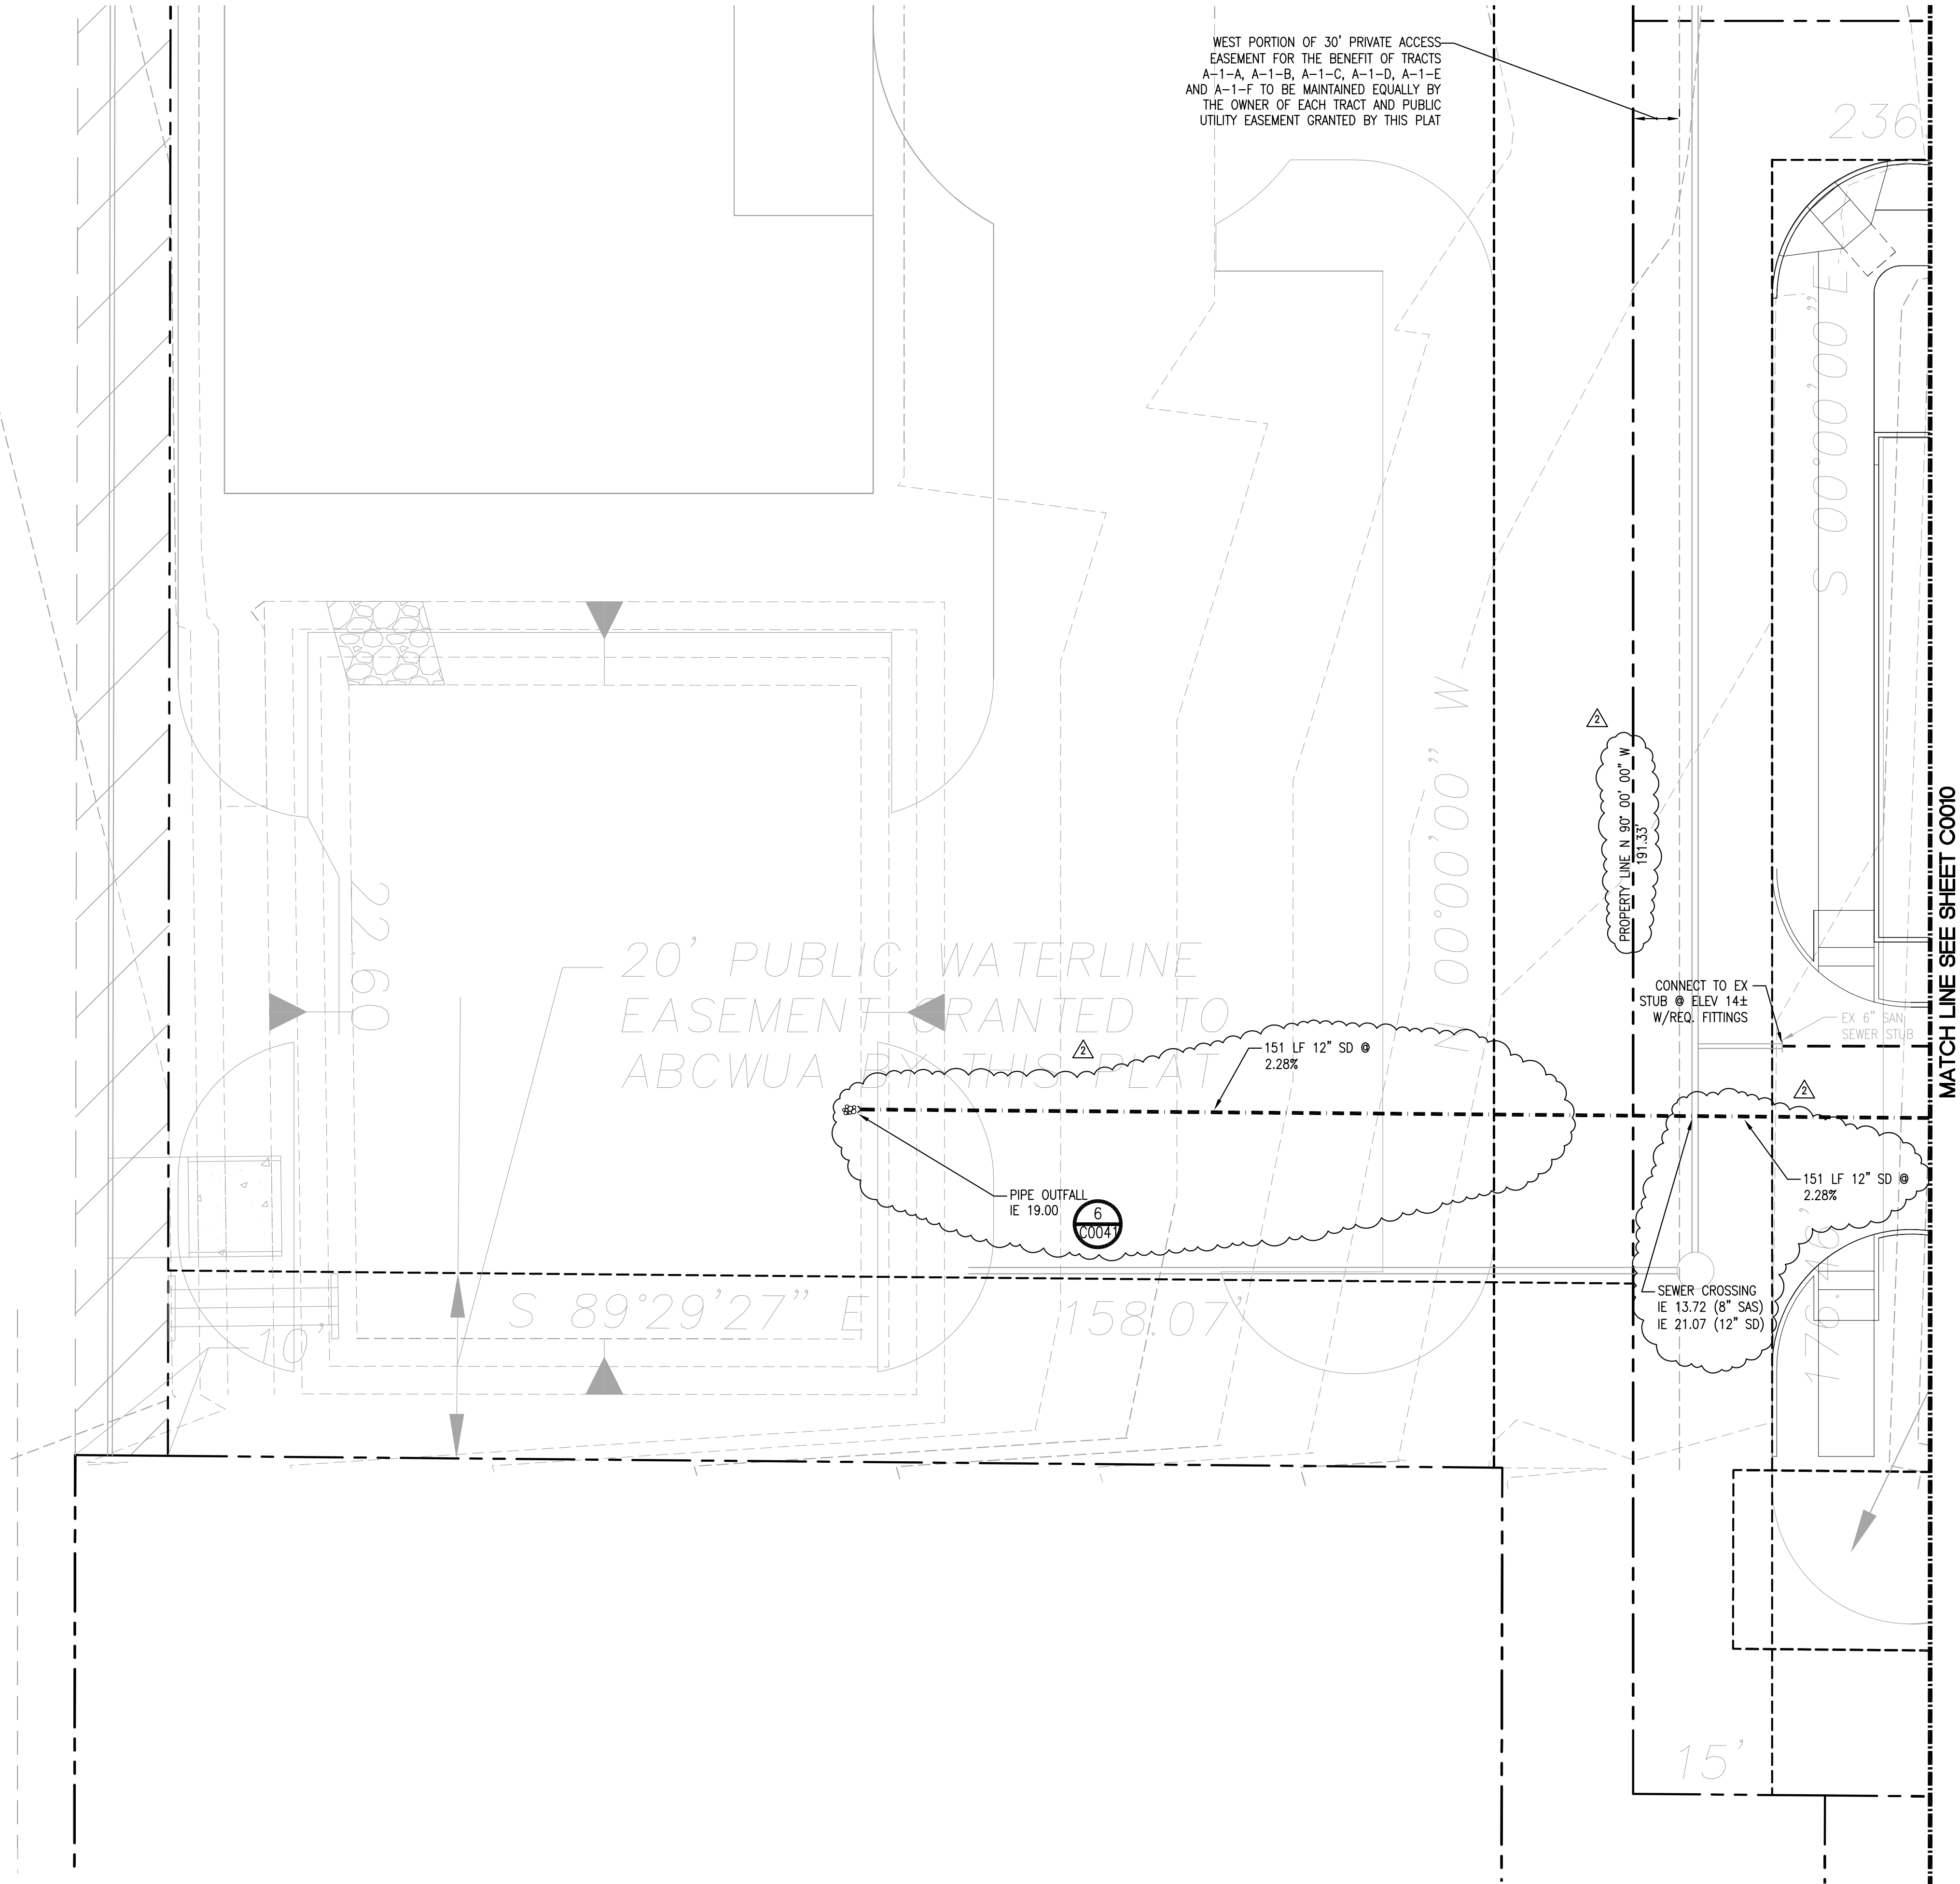 WEST PORTION OF 30' PRIVATE ACCESS
EASEMENT FOR THE BENEFIT OF TRACTS
A-1-A, A-1-B, A-1-C, A-1-D, A-1-E
AND A-1-F TO BE MAINTAINED EQUALLY BY
THE OWNER OF EACH TRACT AND PUBLIC
UTILITY EASEMENT GRANTED BY THIS PLAT
236.
S 00°00'00" E
2
PROPERTY LINE N 90° 00' 00" W
191.33'
N 00°00'00" W
MATCH LINE SEE SHEET C0010
22.60
20' PUBLIC WATERLINE
EASEMENT GRANTED TO
ABCWUA BY THIS PLAT
CONNECT TO EX
STUB @ ELEV 14±
W/REQ. FITTINGS
EX 6" SAN
SEWER STUB
2
151 LF 12" SD @
2.28%
2
151 LF 12" SD @
2.28%
PIPE OUTFALL
IE 19.00
6
C0041
SEWER CROSSING
IE 13.72 (8" SAS)
IE 21.07 (12" SD)
S 89°29'27" E
158.07'
10'
176.46'
15'